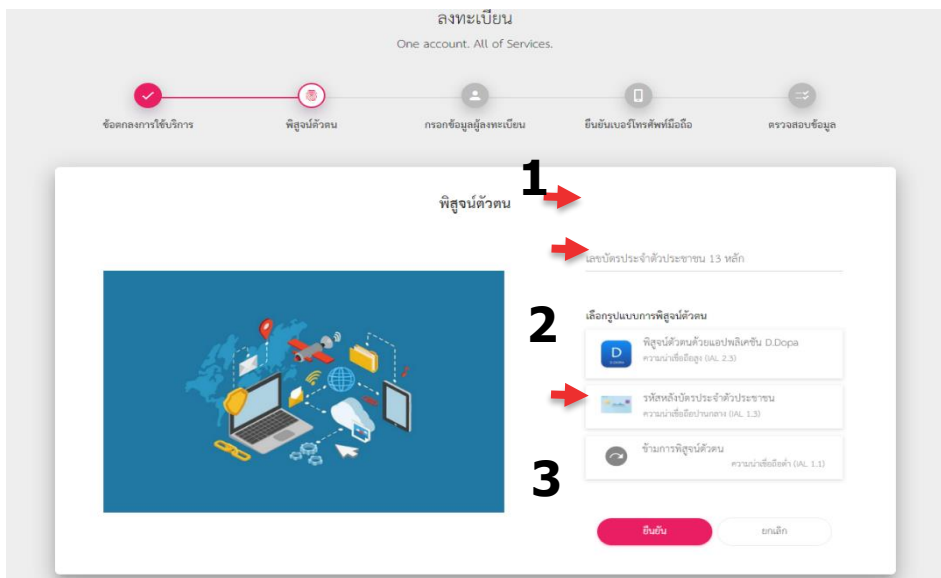 ลงทะเบียน
One account. All of Services.
ข้อตกลงการใช้บริการ
พิสูจน์ตัวตน
กรอกข้อมูลผู้ลงทะเบียน
ยืนยันเบอร์โทรศัพท์มือถือ
ตรวจสอบข้อมูล
1
พิสูจน์ตัวตน
เลขบัตรประจำตัวประชาชน 13 หลัก
2
เลือกรูปแบบการพิสูจน์ตัวตน
D
พิสูจน์ตัวตนด้วยแอปพลิเคชัน D.Dopa
ความน่าเชื่อถือสูง (IAL 2.3)
รหัสหลังบัตรประจำตัวประชาชน
ความน่าเชื่อถือปานกลาง (IAL 1.3)
3
ข้ามการพิสูจน์ตัวตน
ความน่าเชื่อถือต่ำ (IAL 1.1)
ยืนยัน
ยกเลิก